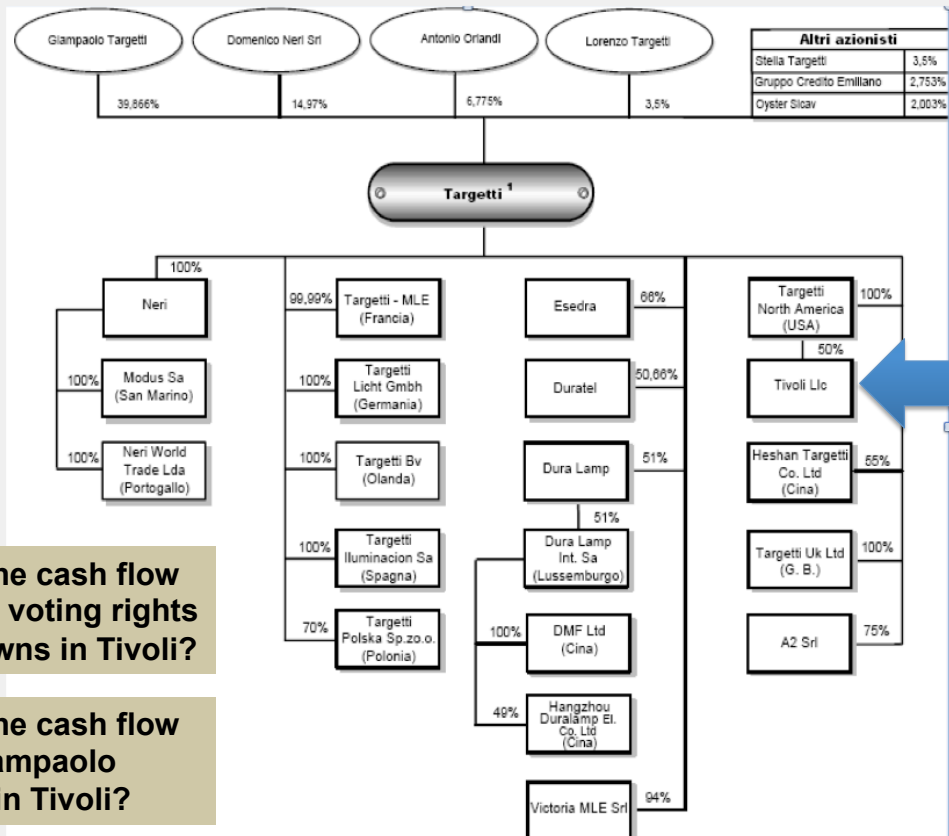 Giampaolo Targetti
Domenico Neri Srl
Antonio Orlandi
Lorenzo Targetti
Altri azionisti
Stella Targetti 3,5%
Gruppo Credito Emiliano 2,753%
Oyster Sicav 2,003%
39,866%
14,97%
6,775%
3,5%
Targetti 1
100%
Neri
100%
Modus Sa
(San Marino)
100%
Neri World
Trade Lda
(Portogallo)
99,99%
Targetti - MLE
(Francia)
100%
Targetti
Licht Gmbh
(Germania)
100%
Targetti Bv
(Olanda)
100%
Targetti
Iluminacion Sa
(Spagna)
70%
Targetti
Polska Sp.zo.o.
(Polonia)
Esedra
66%
Duratel
50,66%
Dura Lamp
51%
51%
Dura Lamp
Int. Sa
(Lussemburgo)
100%
DMF Ltd
(Cina)
49%
Hangzhou
Duralamp El.
Co. Ltd
(Cina)
Victoria MLE Srl
94%
Targetti
North America
(USA)
100%
50%
Tivoli Llc
Heshan Targetti
Co. Ltd
(Cina)
55%
Targetti Uk Ltd
(G. B.)
100%
A2 Srl
75%
cash flow
voting rights
in Tivoli?
cash flow
in Tivoli?